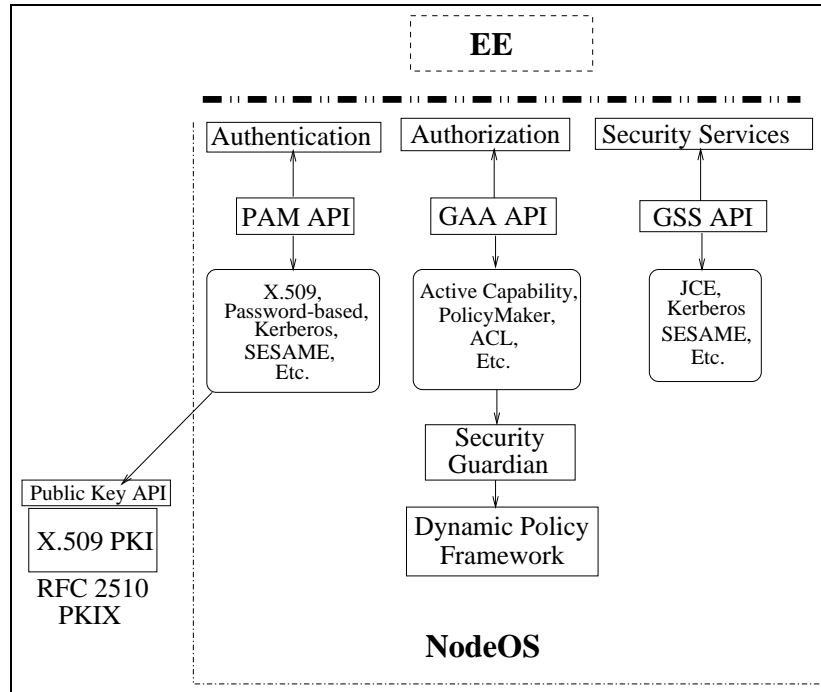 EE
Authentication
Authorization
Security Services
PAM API
GAA API
GSS API
X.509,
Password-based,
Kerberos,
SESAME,
Etc.
Active Capability,
PolicyMaker,
ACL,
Etc.
JCE,
Kerberos
SESAME,
Etc.
Security
Guardian
Public Key API
X.509 PKI
RFC 2510
PKIX
Dynamic Policy
Framework
NodeOS